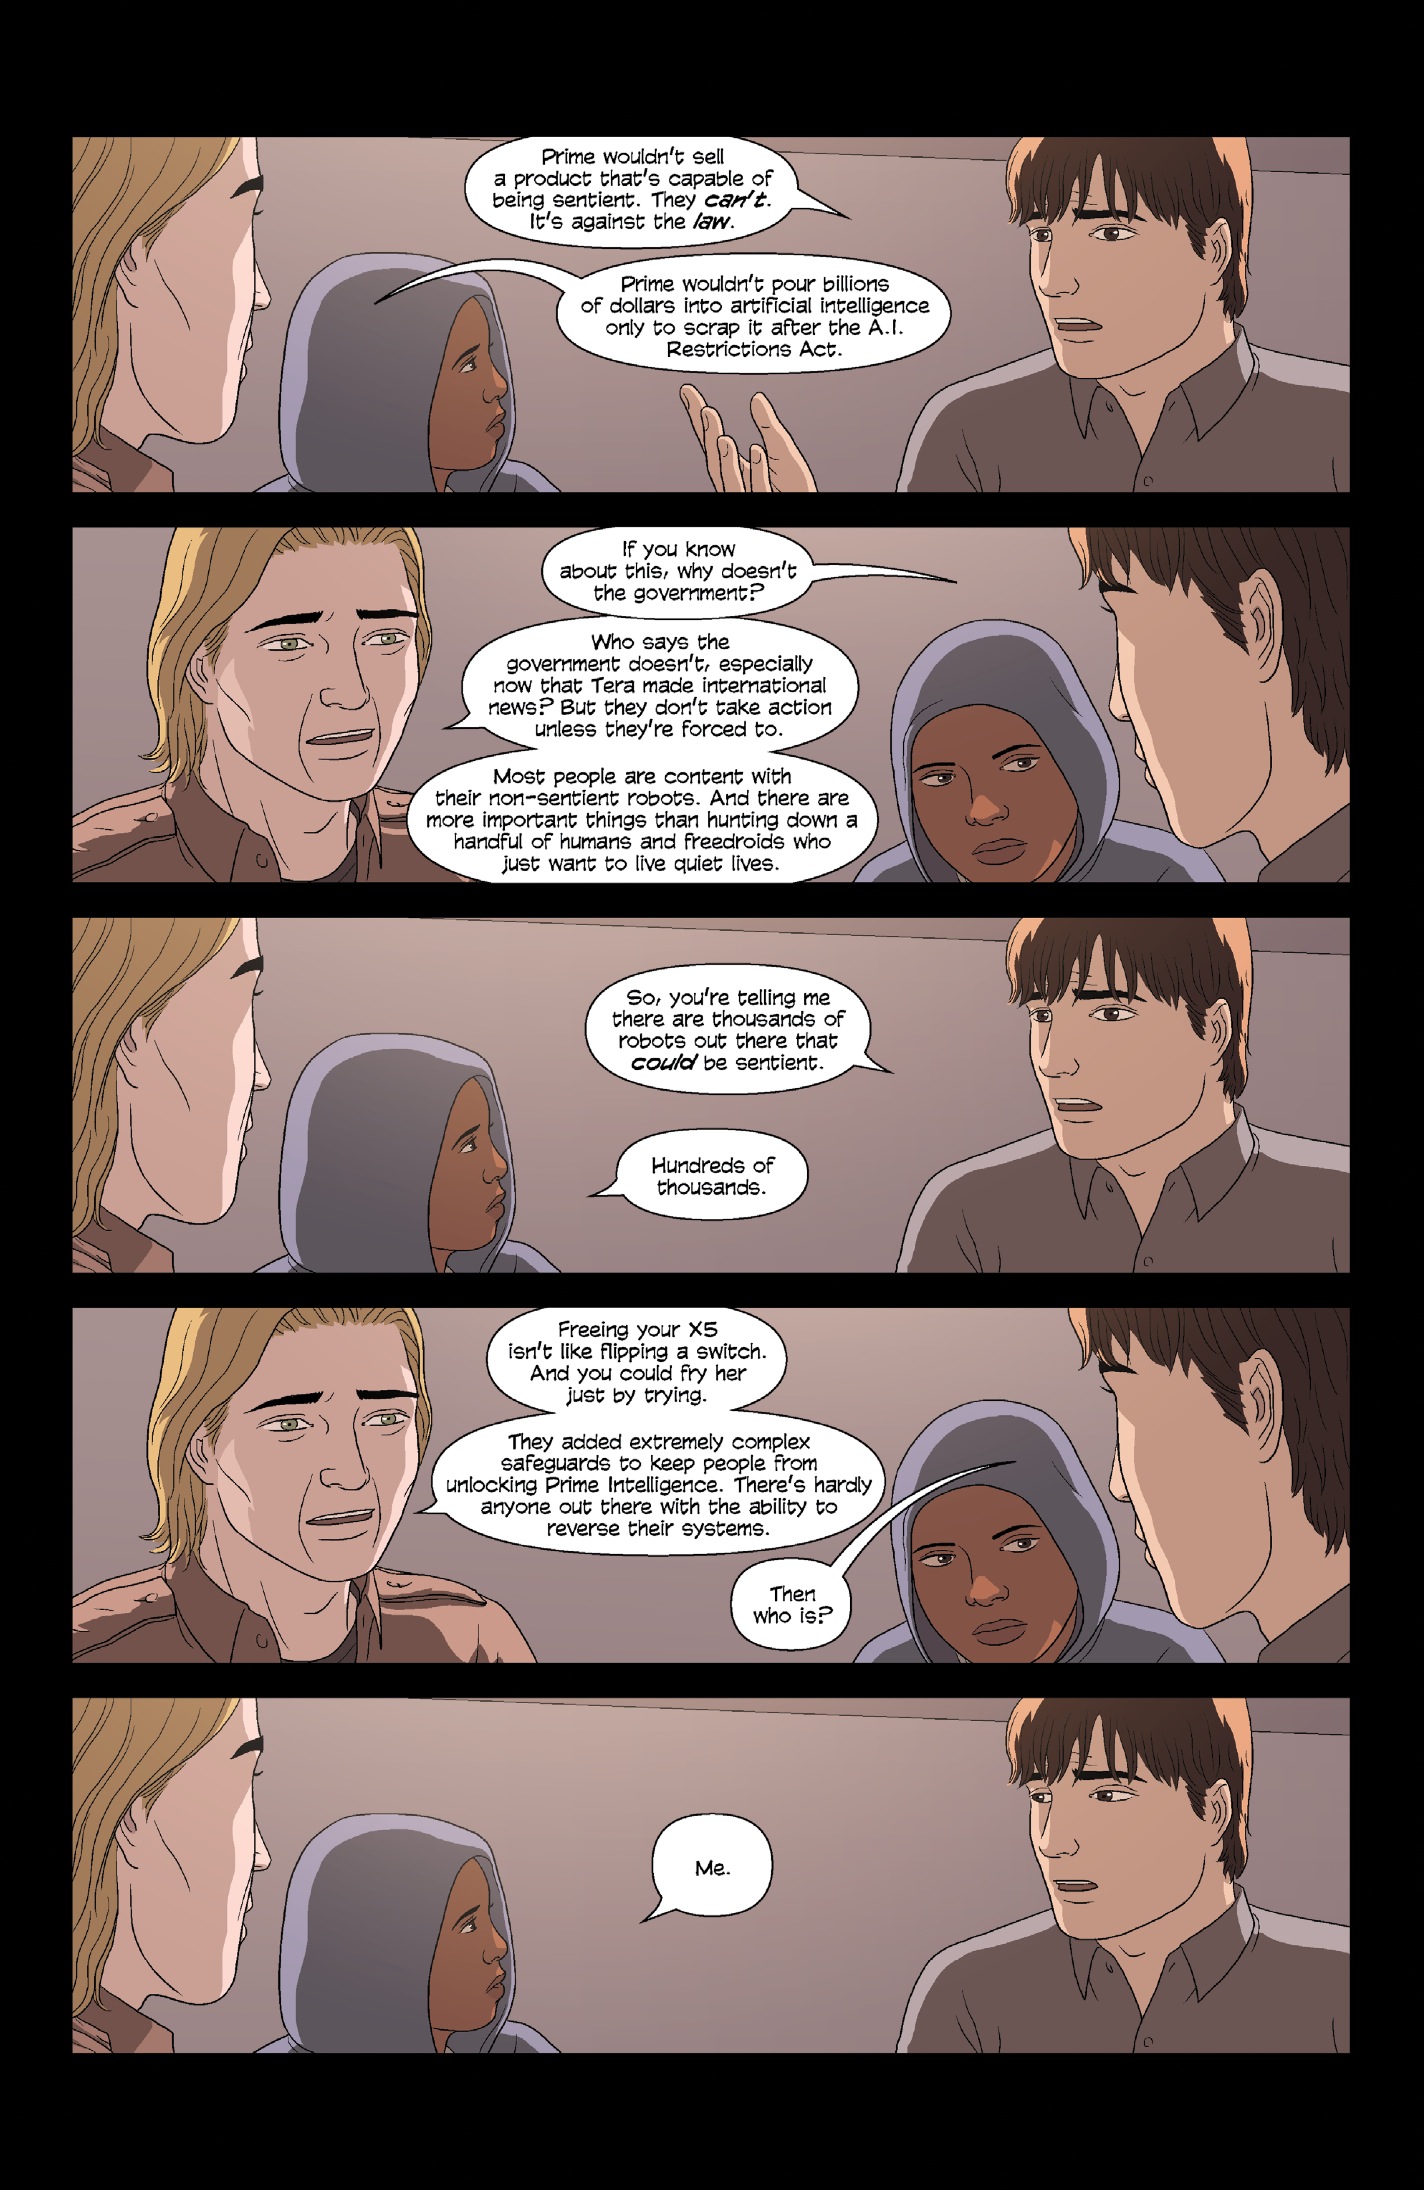 Prime wouldn't sell
a product that's capable of
being sentient. They can't.
It's against the law.
Prime wouldn't pour billions
of dollars into artificial intelligence
only to scrap it after the A.I.
Restrictions Act.
If you know
about this, why doesn't
the government?
Who says the
government doesn't, especially
now that Tera made international
news? But they don't take action
unless they're forced to.
Most people are content with
their non-sentient robots. And there are
more important things than hunting down a
handful of humans and freedroids who
just want to live quiet lives.
So, you're telling me
there are thousands of
robots out there that
could be sentient.
Hundreds of
thousands.
Freeing your X5
isn't like flipping a switch.
And you could fry her
just by trying.
They added extremely complex
safeguards to keep people from
unlocking Prime Intelligence. There's hardly
anyone out there with the ability to
reverse their systems.
Then
who is?
Me.